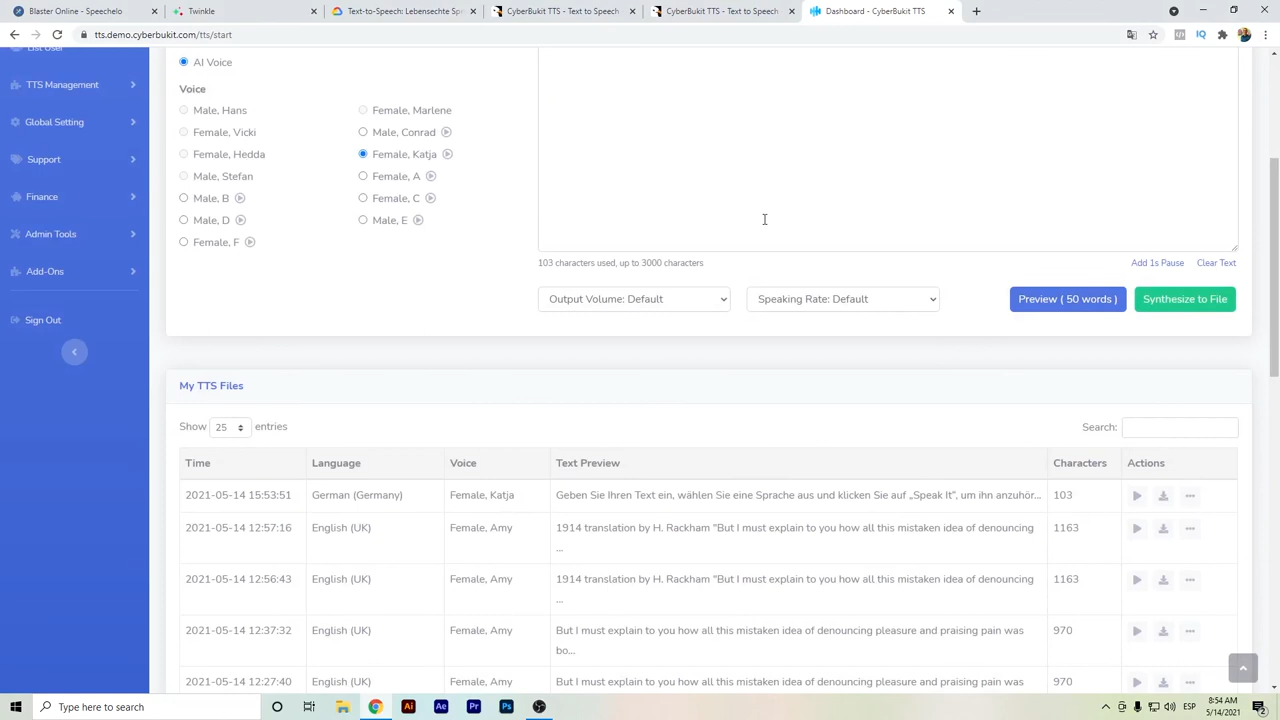 Blaster Online - Speechelo
Twinkle
Text-to-Speech: Lebensechte Sp
CyberBukit TTS - Text to Speech
CyberBukit TTS - Text to Speech
Dashboard - CyberBukit TTS
tts.demo.cyberbukit.com/tts/start
List User
AI Voice
TTS Management
Voice
Male, Hans
Female, Marlene
Global Setting
Female, Vicki
Male, Conrad
Female, Hedda
Female, Katja
Support
Male, Stefan
Female, A
Finance
Male, B
Female, C
Male, D
Male, E
Admin Tools
Female, F
Add-Ons
103 characters used, up to 3000 characters
Add 1s Pause
Clear Text
Output Volume: Default
Speaking Rate: Default
Preview ( 50 words )
Synthesize to File
Sign Out
My TTS Files
Show 25 entries
Search:
Time Language Voice Text Preview Characters Actions
2021-05-14 15:53:51 German (Germany) Female, Katja Geben Sie Ihren Text ein, wählen Sie eine Sprache aus und klicken Sie auf „Speak It“, um ihn anzuhör... 103
2021-05-14 12:57:16 English (UK) Female, Amy 1914 translation by H. Rackham "But I must explain to you how all this mistaken idea of denouncing 1163
...
2021-05-14 12:56:43 English (UK) Female, Amy 1914 translation by H. Rackham "But I must explain to you how all this mistaken idea of denouncing 1163
...
2021-05-14 12:37:32 English (UK) Female, Amy But I must explain to you how all this mistaken idea of denouncing pleasure and praising pain was 970
bo...
2021-05-14 12:27:40 English (UK) Female, Amy But I must explain to you how all this mistaken idea of denouncing pleasure and praising pain was 970
Type here to search
Ai
Ae
Pr
Ps
ESP
8:54 AM
5/14/2021
2